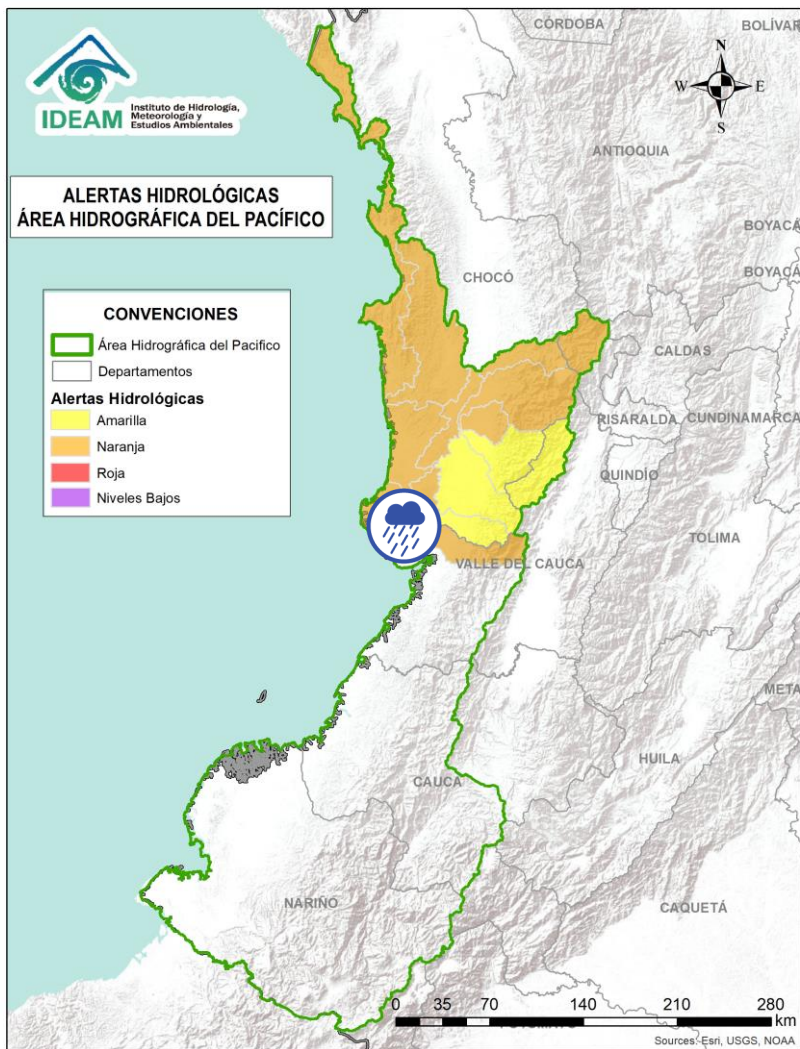 IDEAM
Instituto de Hidrología,
Meteorología y
Estudios Ambientales
ALERTAS HIDROLÓGICAS
ÁREA HIDROGRÁFICA DEL PACÍFICO
CONVENCIONES
Área Hidrográfica del Pacifico
Departamentos
Alertas Hidrológicas
Amarilla
Naranja
Roja
Niveles Bajos
N
W
E
S
CÓRDOBA
BOLÍVAR
ANTIOQUIA
BOYACÁ
BOYACÁ
CHOCÓ
CALDAS
RISARALDA
CUNDINAMARCA
QUINDÍO
TOLIMA
VALLE DEL CAUCA
META
HUILA
CAUCA
NARIÑO
CAQUETÁ
0 35 70 140 210 280
km
Sources: Esri, USGS, NOAA